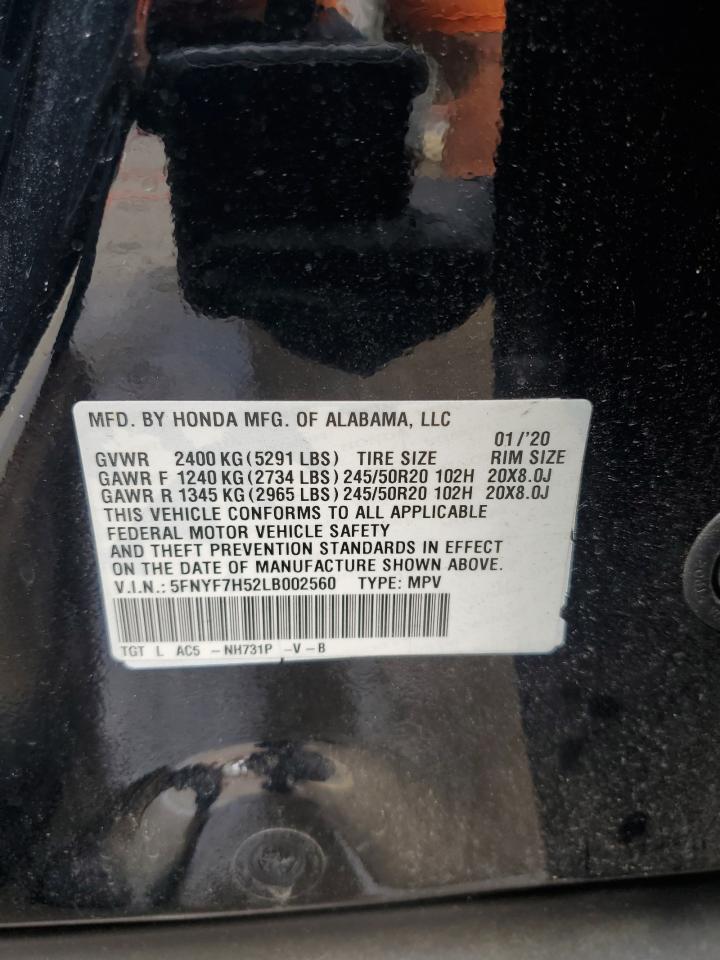 MFD. BY HONDA MFG. OF ALABAMA, LLC
01/'20
GVWR 2400 KG (5291 LBS) TIRE SIZE RIM SIZE
GAWR F 1240 KG (2734 LBS) 245/50R20 102H 20X8.0J
GAWR R 1345 KG (2965 LBS) 245/50R20 102H 20X8.0J
THIS VEHICLE CONFORMS TO ALL APPLICABLE
FEDERAL MOTOR VEHICLE SAFETY
AND THEFT PREVENTION STANDARDS IN EFFECT
ON THE DATE OF MANUFACTURE SHOWN ABOVE.
V.I.N.: 5FNYF7H52LB002560 TYPE: MPV
TGT L AC5 -NH731P -V-B